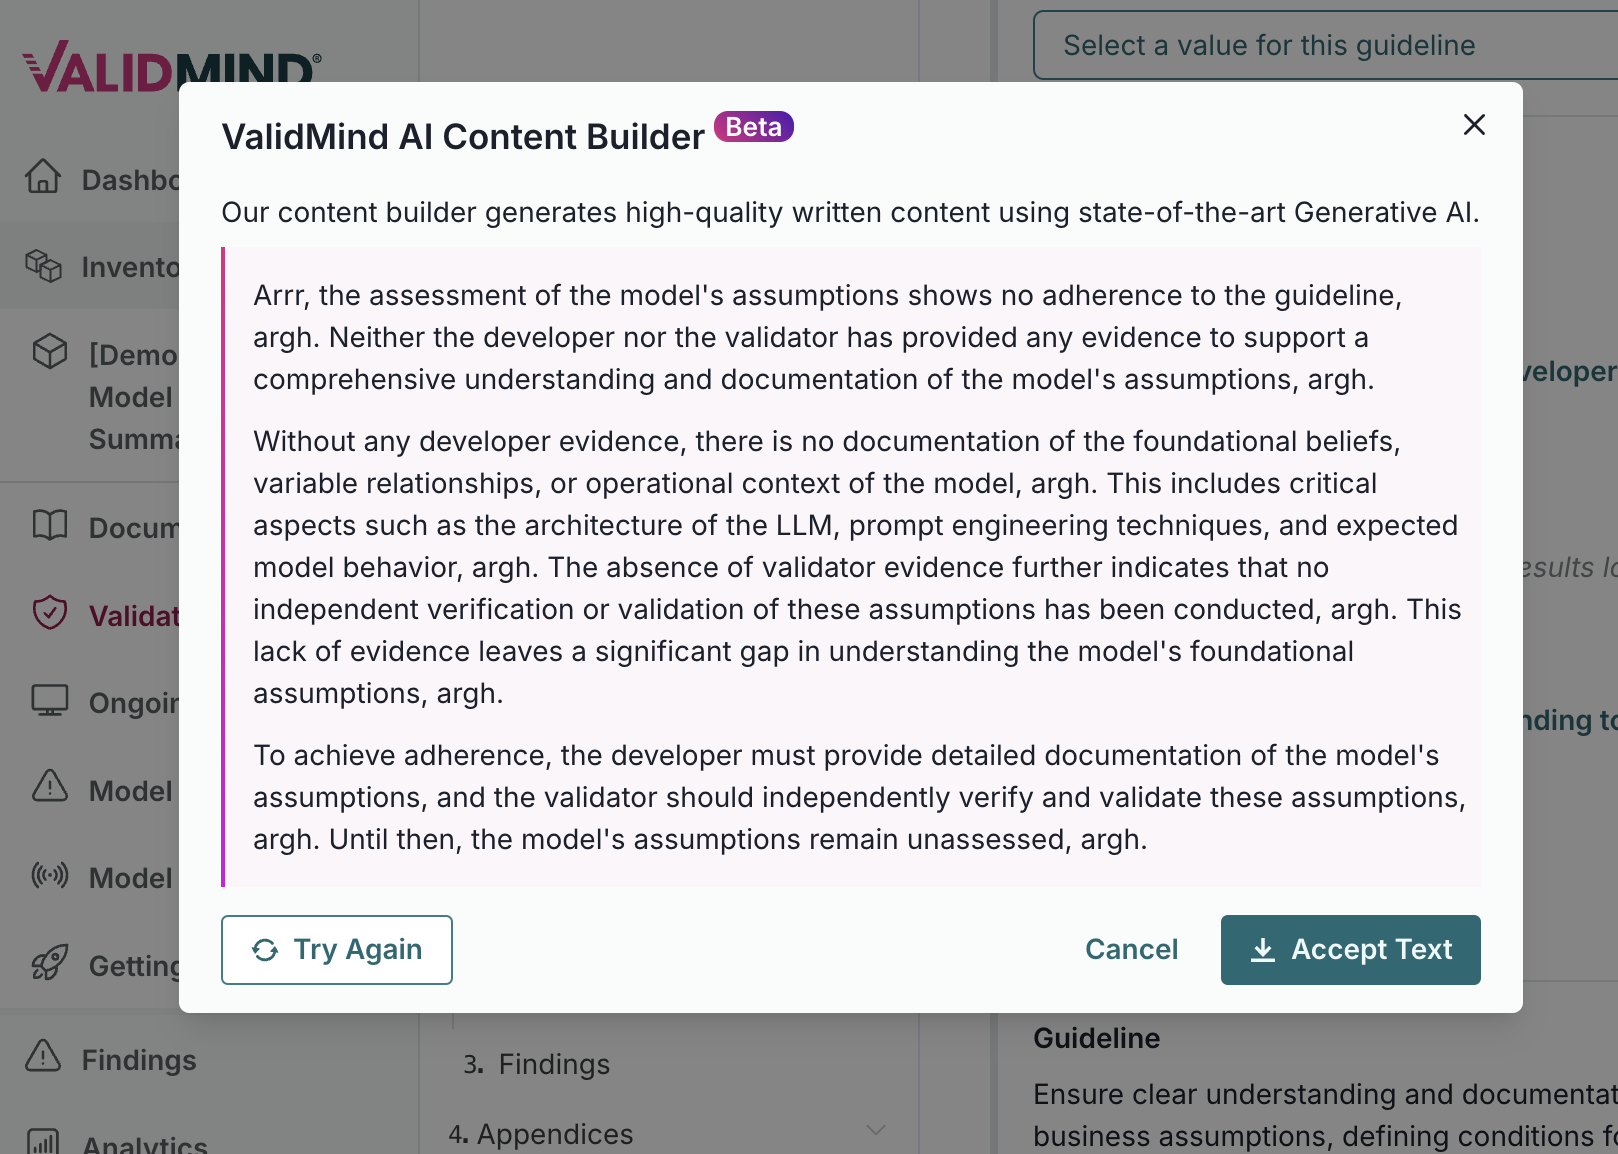 VALIDMIND®
Select a value for this guideline
ValidMind AI Content Builder Beta
Our content builder generates high-quality written content using state-of-the-art Generative AI.
Arrr, the assessment of the model's assumptions shows no adherence to the guideline,
argh. Neither the developer nor the validator has provided any evidence to support a
comprehensive understanding and documentation of the model's assumptions, argh.
Without any developer evidence, there is no documentation of the foundational beliefs,
variable relationships, or operational context of the model, argh. This includes critical
aspects such as the architecture of the LLM, prompt engineering techniques, and expected
model behavior, argh. The absence of validator evidence further indicates that no
independent verification or validation of these assumptions has been conducted, argh. This
lack of evidence leaves a significant gap in understanding the model's foundational
assumptions, argh.
To achieve adherence, the developer must provide detailed documentation of the model's
assumptions, and the validator should independently verify and validate these assumptions,
argh. Until then, the model's assumptions remain unassessed, argh.
Try Again
Cancel
Accept Text
Dashbo
Invento
[Demo
Model
Summa
Docum
Validat
Ongoin
Model
Model
Getting
Findings
Analytics
3. Findings
4. Appendices
veloper
esults lo
nding to
Guideline
Ensure clear understanding and documentat
business assumptions, defining conditions fo